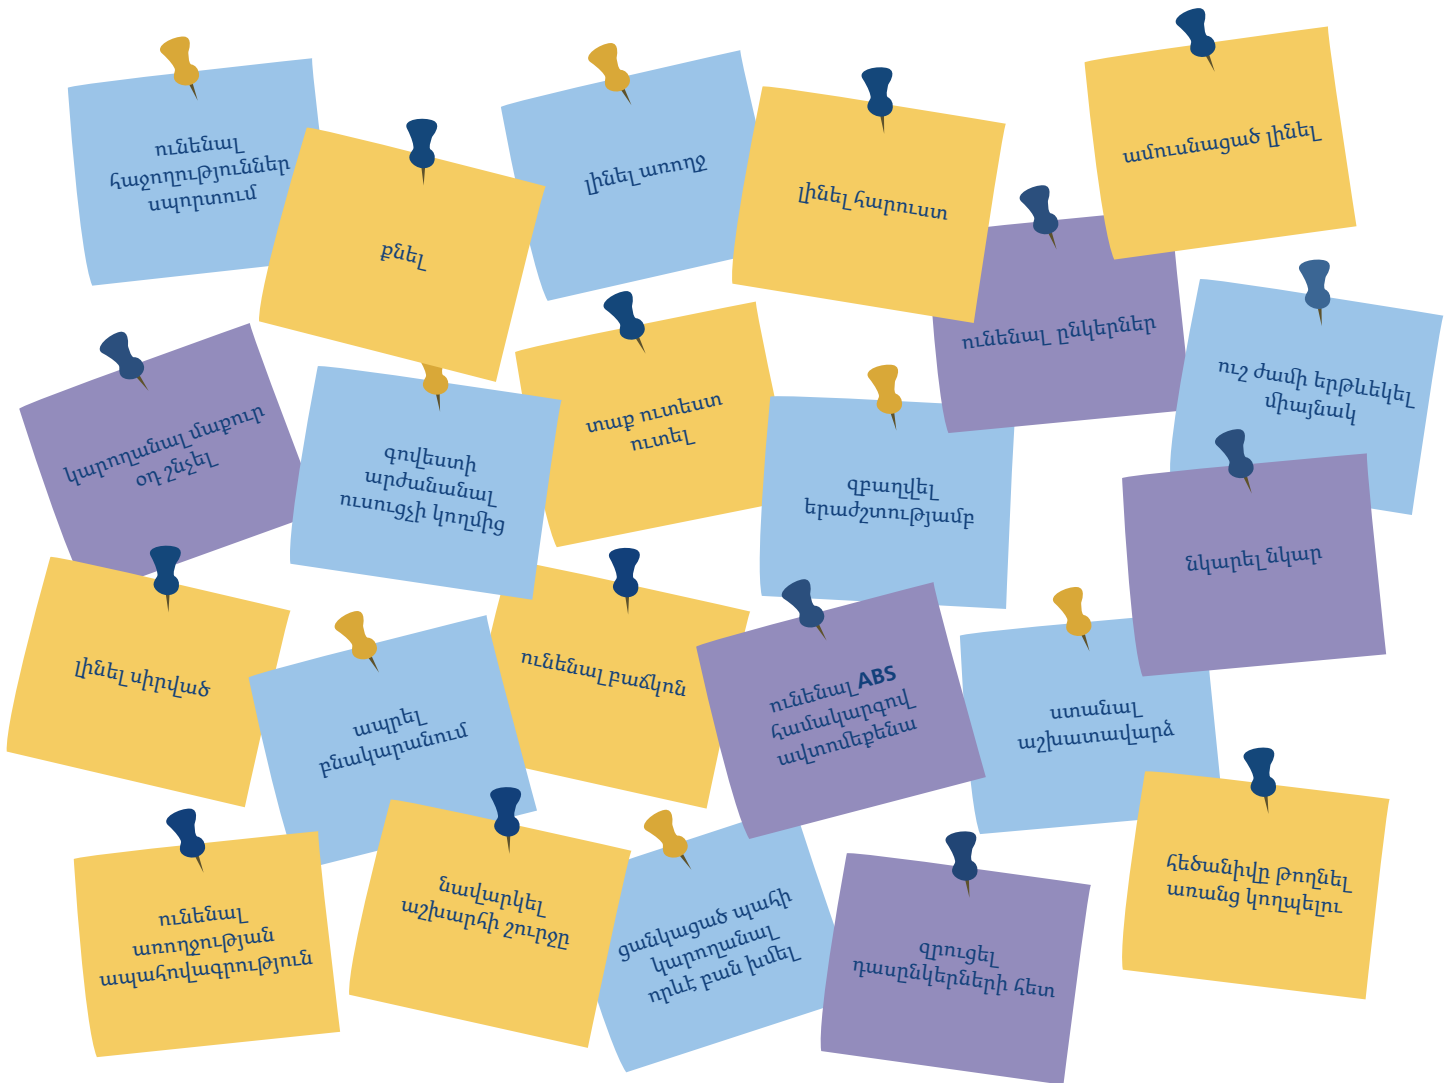 ունենալ
հաջողություններ
սպորտում
քնել
լինել առողջ
լինել հարուստ
ամուսնացած լինել
ունենալ ընկերներ
ուշ ժամի երթևեկել
միայնակ
կարողանալ մաքուր
օդ շնչել
գովեստի
արժանանալ
ուսուցչի կողմից
տաք ուտեստ
ուտել
զբաղվել
երաժշտությամբ
նկարել նկար
լինել սիրված
ապրել
բնակարանում
ունենալ բաճկոն
ունենալ ABS
համակարգով
ավտոմեքենա
ստանալ
աշխատավարձ
հեծանիվը թողնել
առանց կողպելու
ունենալ
առողջության
ապահովագրություն
նավարկել
աշխարհի շուրջը
ցանկացած պահի
կարողանալ
որևէ բան խմել
զրուցել
դասընկերների հետ